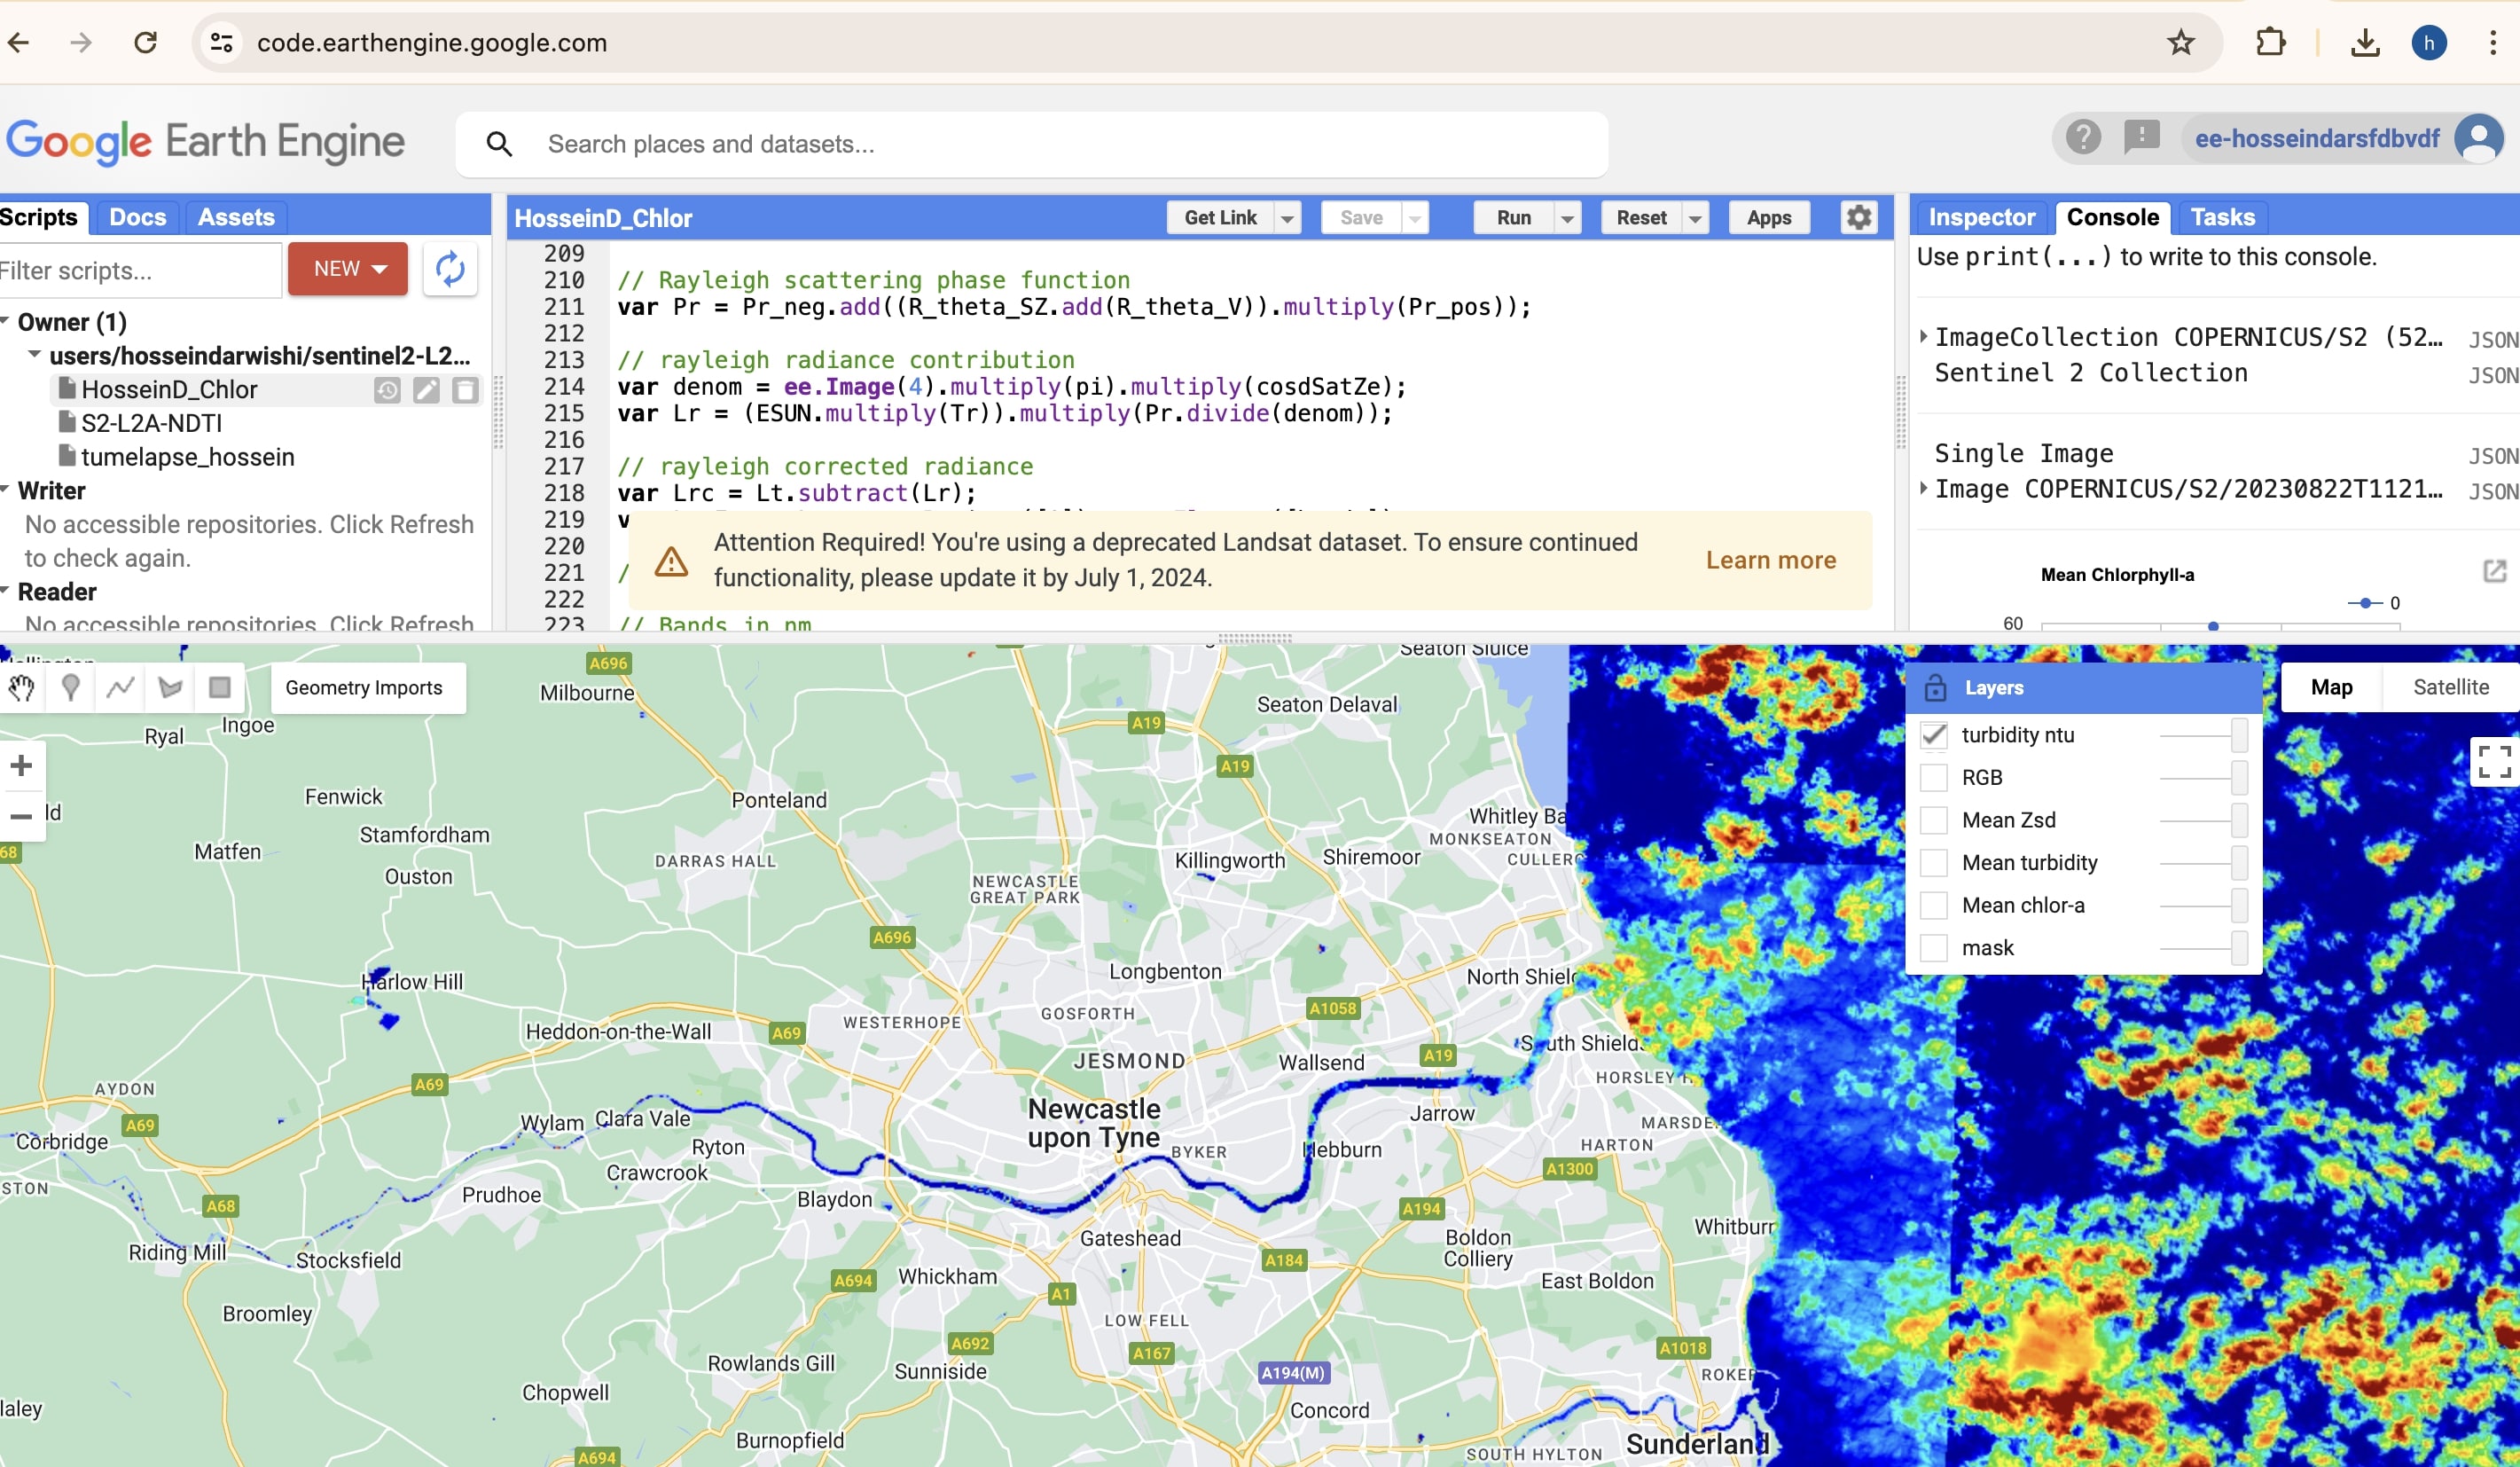 code.earthengine.google.com
h
Google Earth Engine
Search places and datasets...
ee-hosseindarsfdbvdf
Scripts
Docs
Assets
HosseinD_Chlor
Get Link
Save
Run
Reset
Apps
Inspector
Console
Tasks
Filter scripts...
NEW
Owner (1)
users/hosseindarwishi/sentinel2-L2...
HosseinD_Chlor
S2-L2A-NDTI
tumelapse_hossein
Writer
No accessible repositories. Click Refresh
to check again.
Reader
No accessible repositories. Click Refresh
209
210 // Rayleigh scattering phase function
211 var Pr = Pr_neg.add((R_theta_SZ.add(R_theta_V)).multiply(Pr_pos));
212
213 // rayleigh radiance contribution
214 var denom = ee.Image(4).multiply(pi).multiply(cosdSatZe);
215 var Lr = (ESUN.multiply(Tr)).multiply(Pr.divide(denom));
216
217 // rayleigh corrected radiance
218 var Lrc = Lt.subtract(Lr);
219 v
220
221 /
222
223 // Bands in nm
Attention Required! You're using a deprecated Landsat dataset. To ensure continued
functionality, please update it by July 1, 2024.
Learn more
Use print(...) to write to this console.
ImageCollection COPERNICUS/S2 (52... JSON
Sentinel 2 Collection JSON
Single Image JSON
Image COPERNICUS/S2/20230822T1121... JSON
Mean Chlorphyll-a
0
60
Geometry Imports
Layers
turbidity ntu
RGB
Mean Zsd
Mean turbidity
Mean chlor-a
mask
Map
Satellite
A696
Seaton Sluice
Milbourne
Seaton Delaval
Ryal
Ingoe
A19
A19
Fenwick
ld
Ponteland
Whitley Ba
Stamfordham
MONKSEATON
68
Matfen
DARRAS HALL
Killingworth
Shiremoor
CULLERC
Ouston
NEWCASTLE
GREAT PARK
A696
Harlow Hill
Longbenton
North Shiel
GOSFORTH
A1058
WESTERHOPE
Heddon-on-the-Wall
A69
South Shields
JESMOND
Wallsend
A19
A69
AYDON
HORSLEY H
Newcastle
upon Tyne
Jarrow
A69
Wylam
Clara Vale
MARSDE
Corbridge
Ryton
BYKER
Hebburn
HARTON
Crawcrook
A1300
STON
Prudhoe
Blaydon
A68
A194
Whitburr
Riding Mill
Stocksfield
Gateshead
Boldon
Colliery
A184
A694
Whickham
A1
East Boldon
Broomley
LOW FELL
A692
A167
A1018
Rowlands Gill
Sunniside
A194(M)
ROKER
Chopwell
laley
Concord
Burnopfield
Sunderland
SOUTH HYLTON
A694